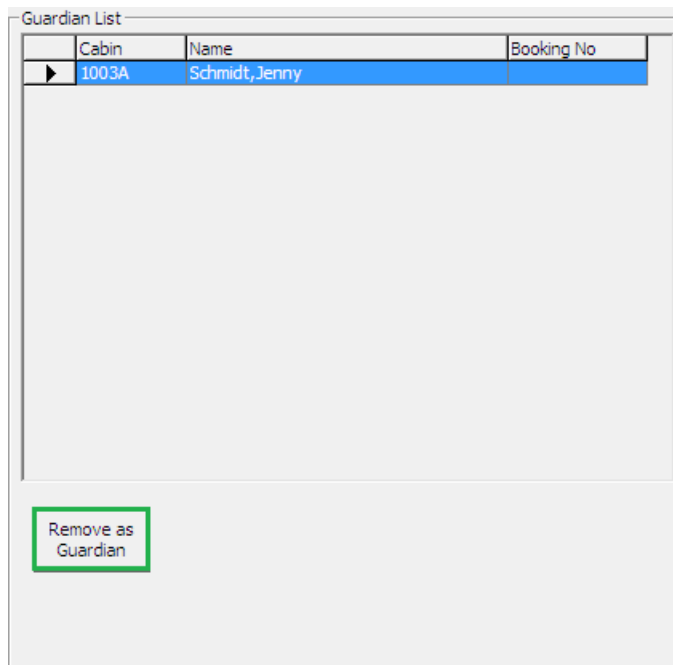 Guardian List
Cabin Name Booking No
1003A Schmidt,Jenny
Remove as
Guardian